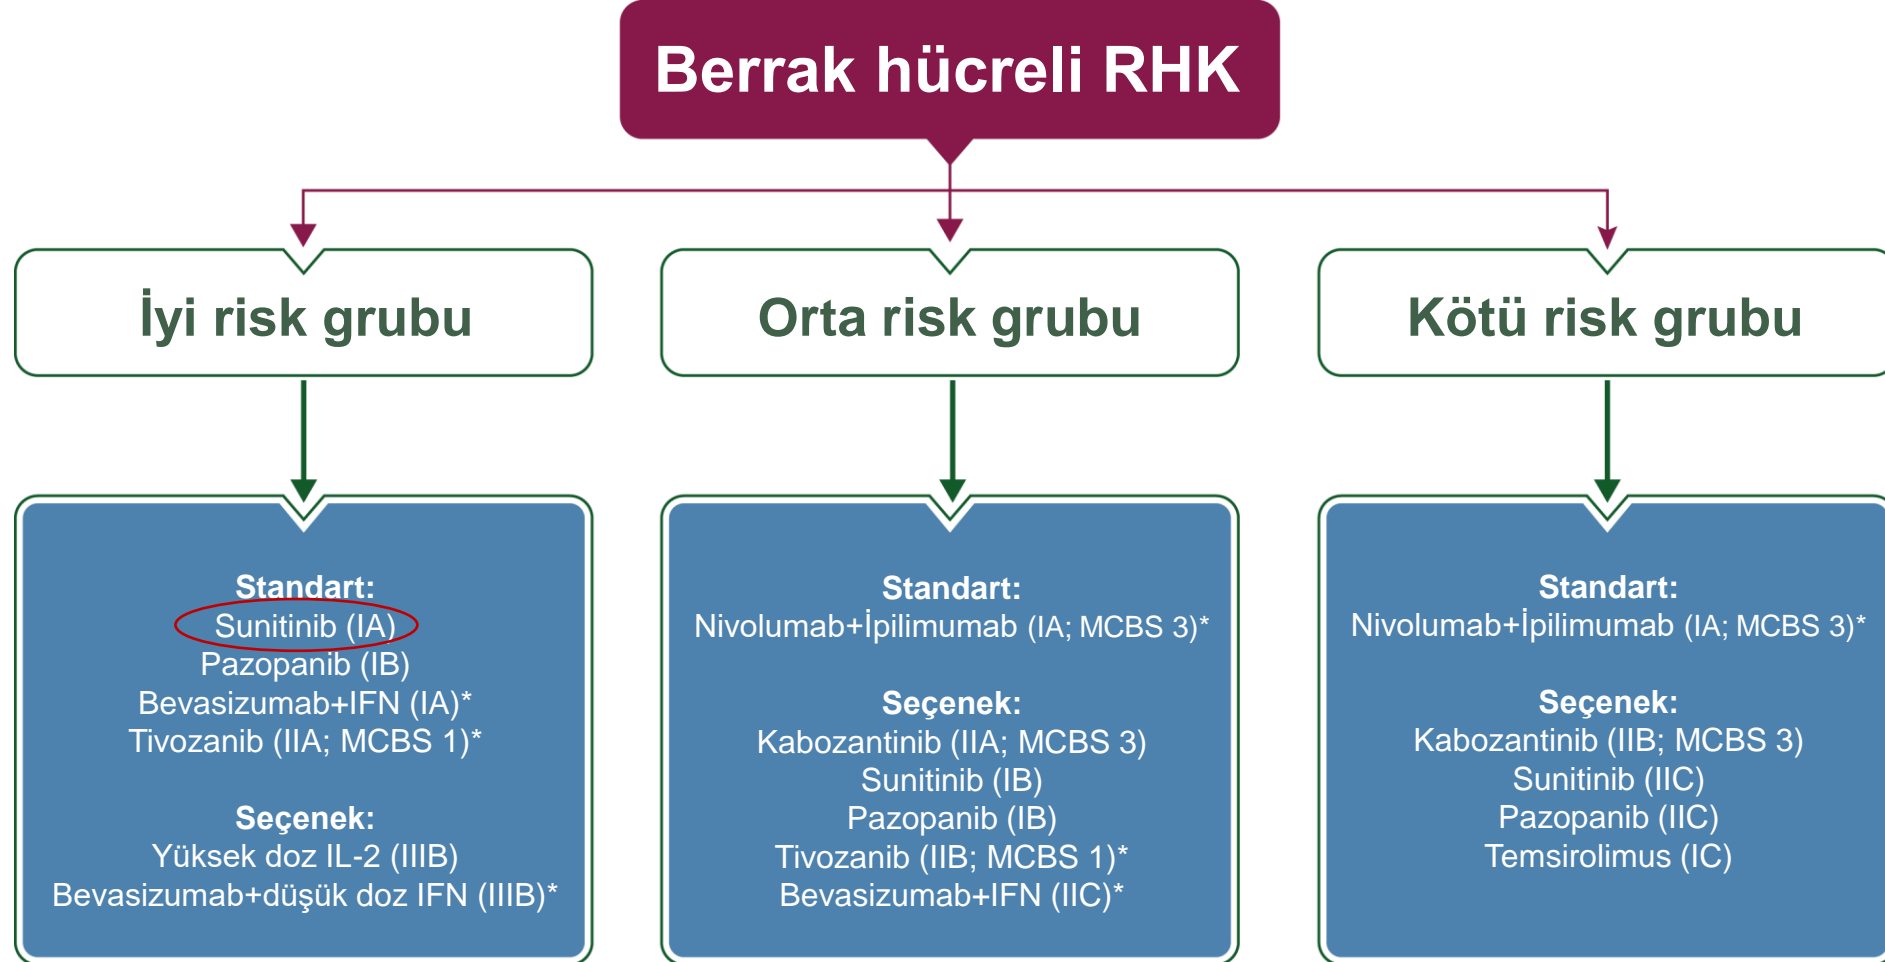 Berrak hücreli RHK
İyi risk grubu
Orta risk grubu
Kötü risk grubu
Standart:
Sunitinib (IA)
Pazopanib (IB)
Bevasizumab+IFN (IA)*
Tivozanib (IIA; MCBS 1)*
Seçenek:
Yüksek doz IL-2 (IIIB)
Bevasizumab+düşük doz IFN (IIIB)*
Standart:
Nivolumab+İpilimumab (IA; MCBS 3)*
Seçenek:
Kabozantinib (IIA; MCBS 3)
Sunitinib (IB)
Pazopanib (IB)
Tivozanib (IIB; MCBS 1)*
Bevasizumab+IFN (IIC)*
Standart:
Nivolumab+İpilimumab (IA; MCBS 3)*
Seçenek:
Kabozantinib (IIB; MCBS 3)
Sunitinib (IIC)
Pazopanib (IIC)
Temsirolimus (IC)